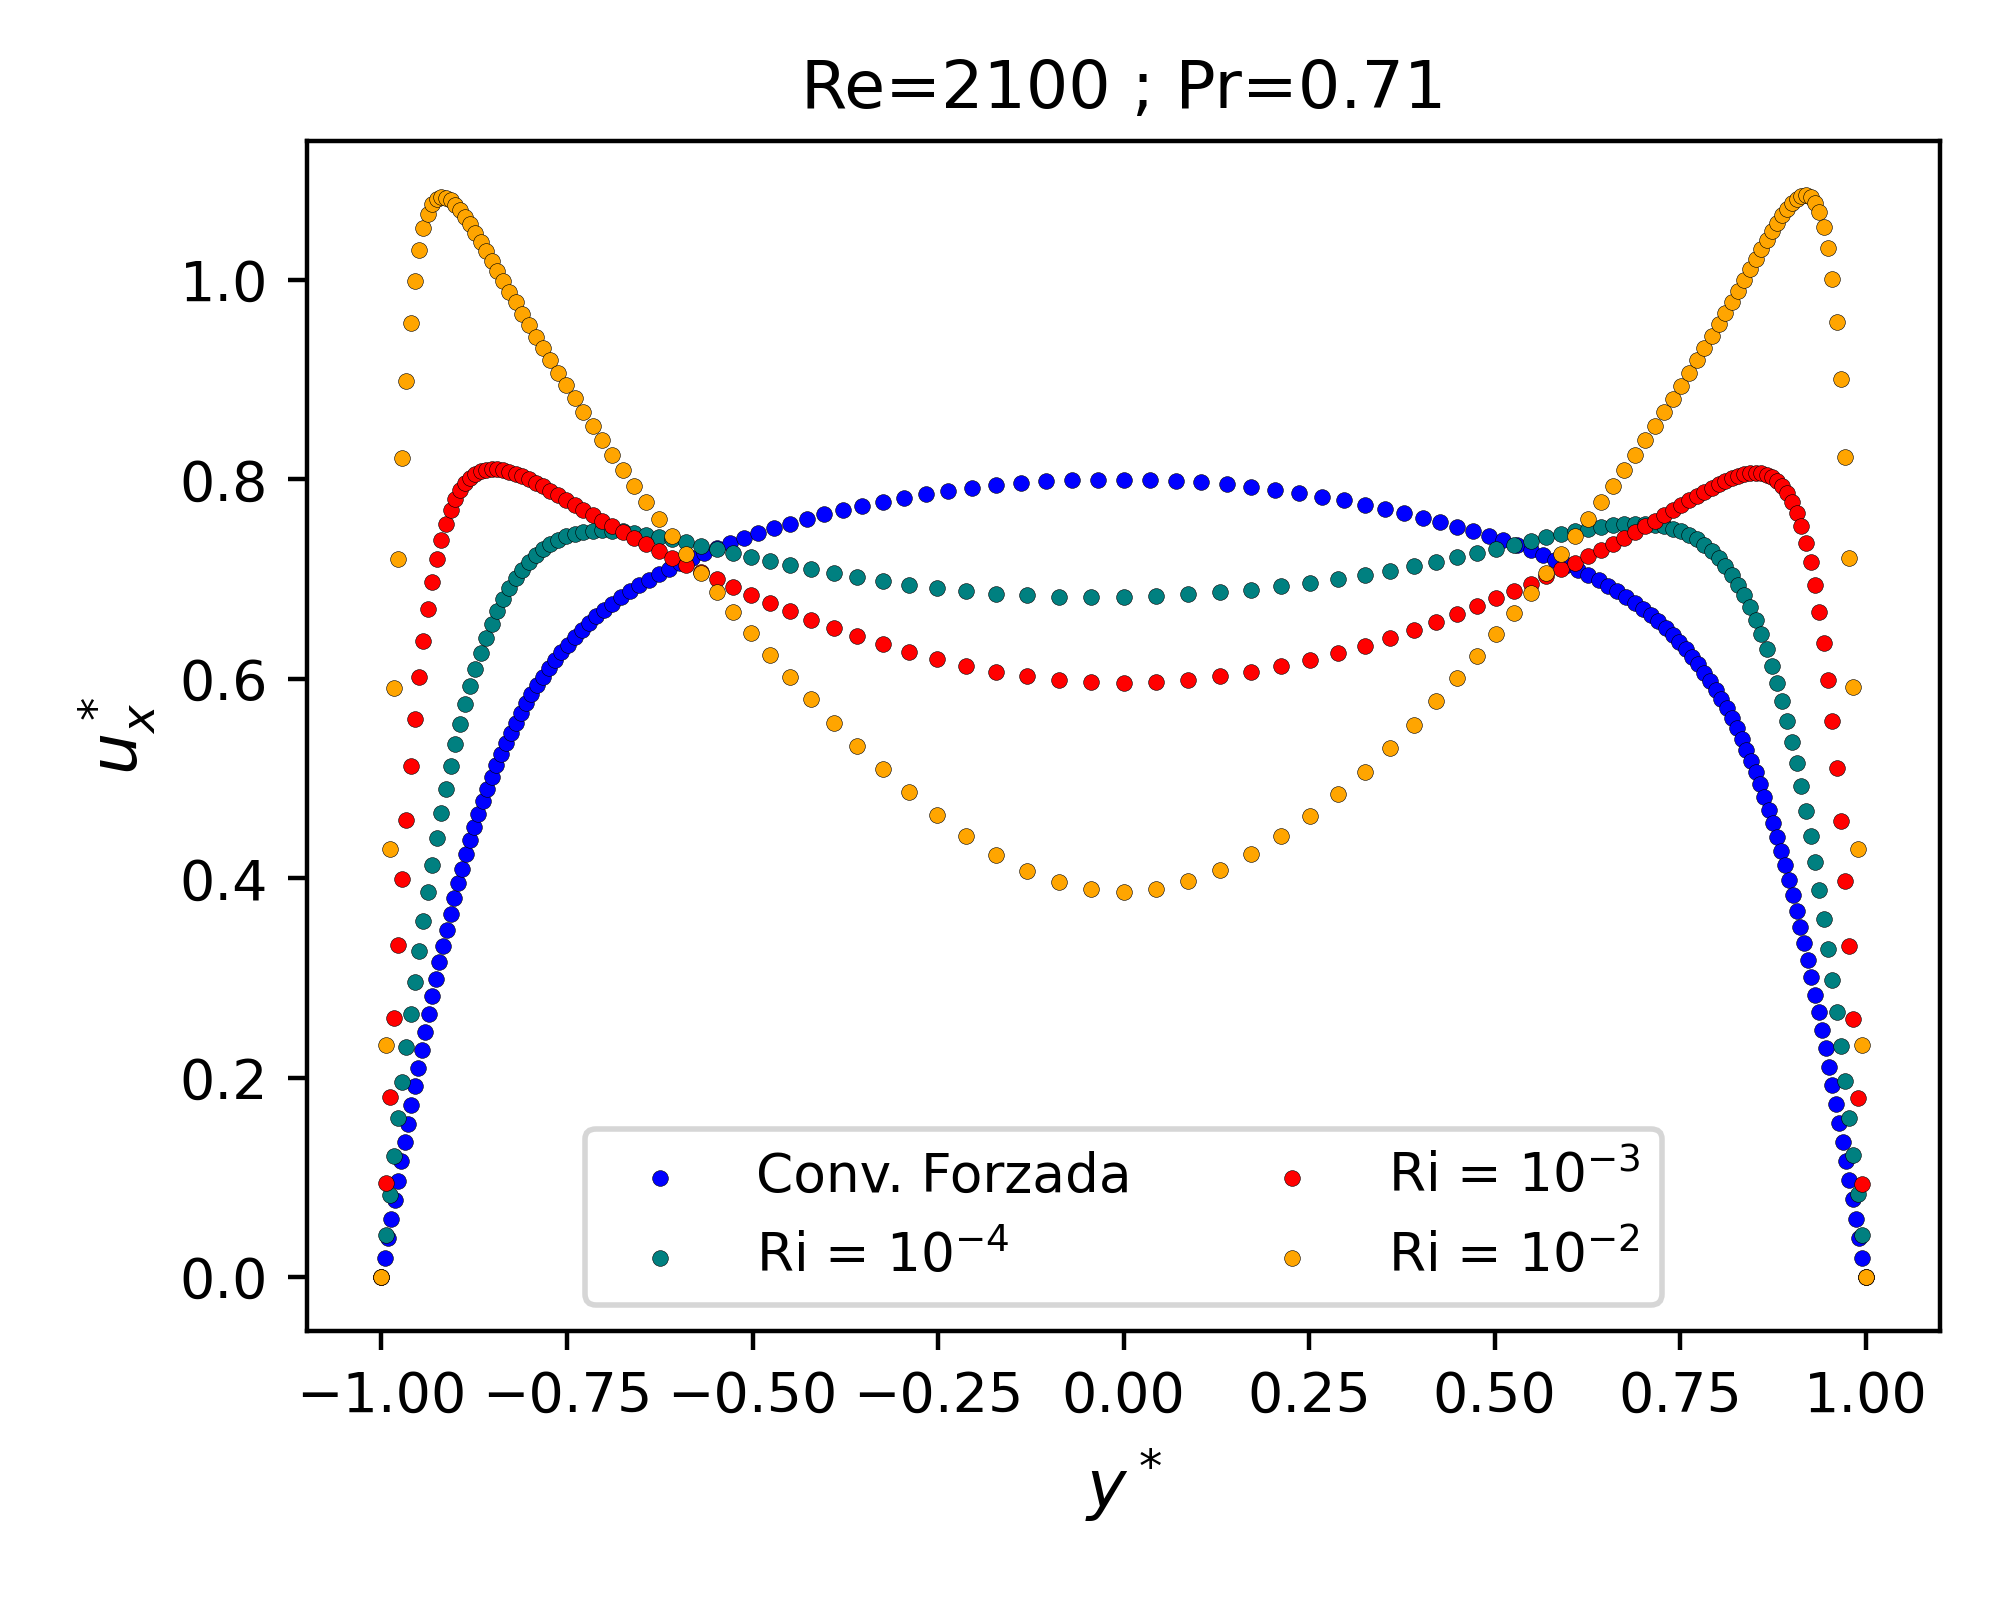 Re=2100 ; Pr=0.71
1.0
0.8
0.6
0.4
0.2
0.0
u*x
Conv. Forzada
Ri = 10⁻⁴
Ri = 10⁻³
Ri = 10⁻²
−1.00 −0.75 −0.50 −0.25 0.00 0.25 0.50 0.75 1.00
y*